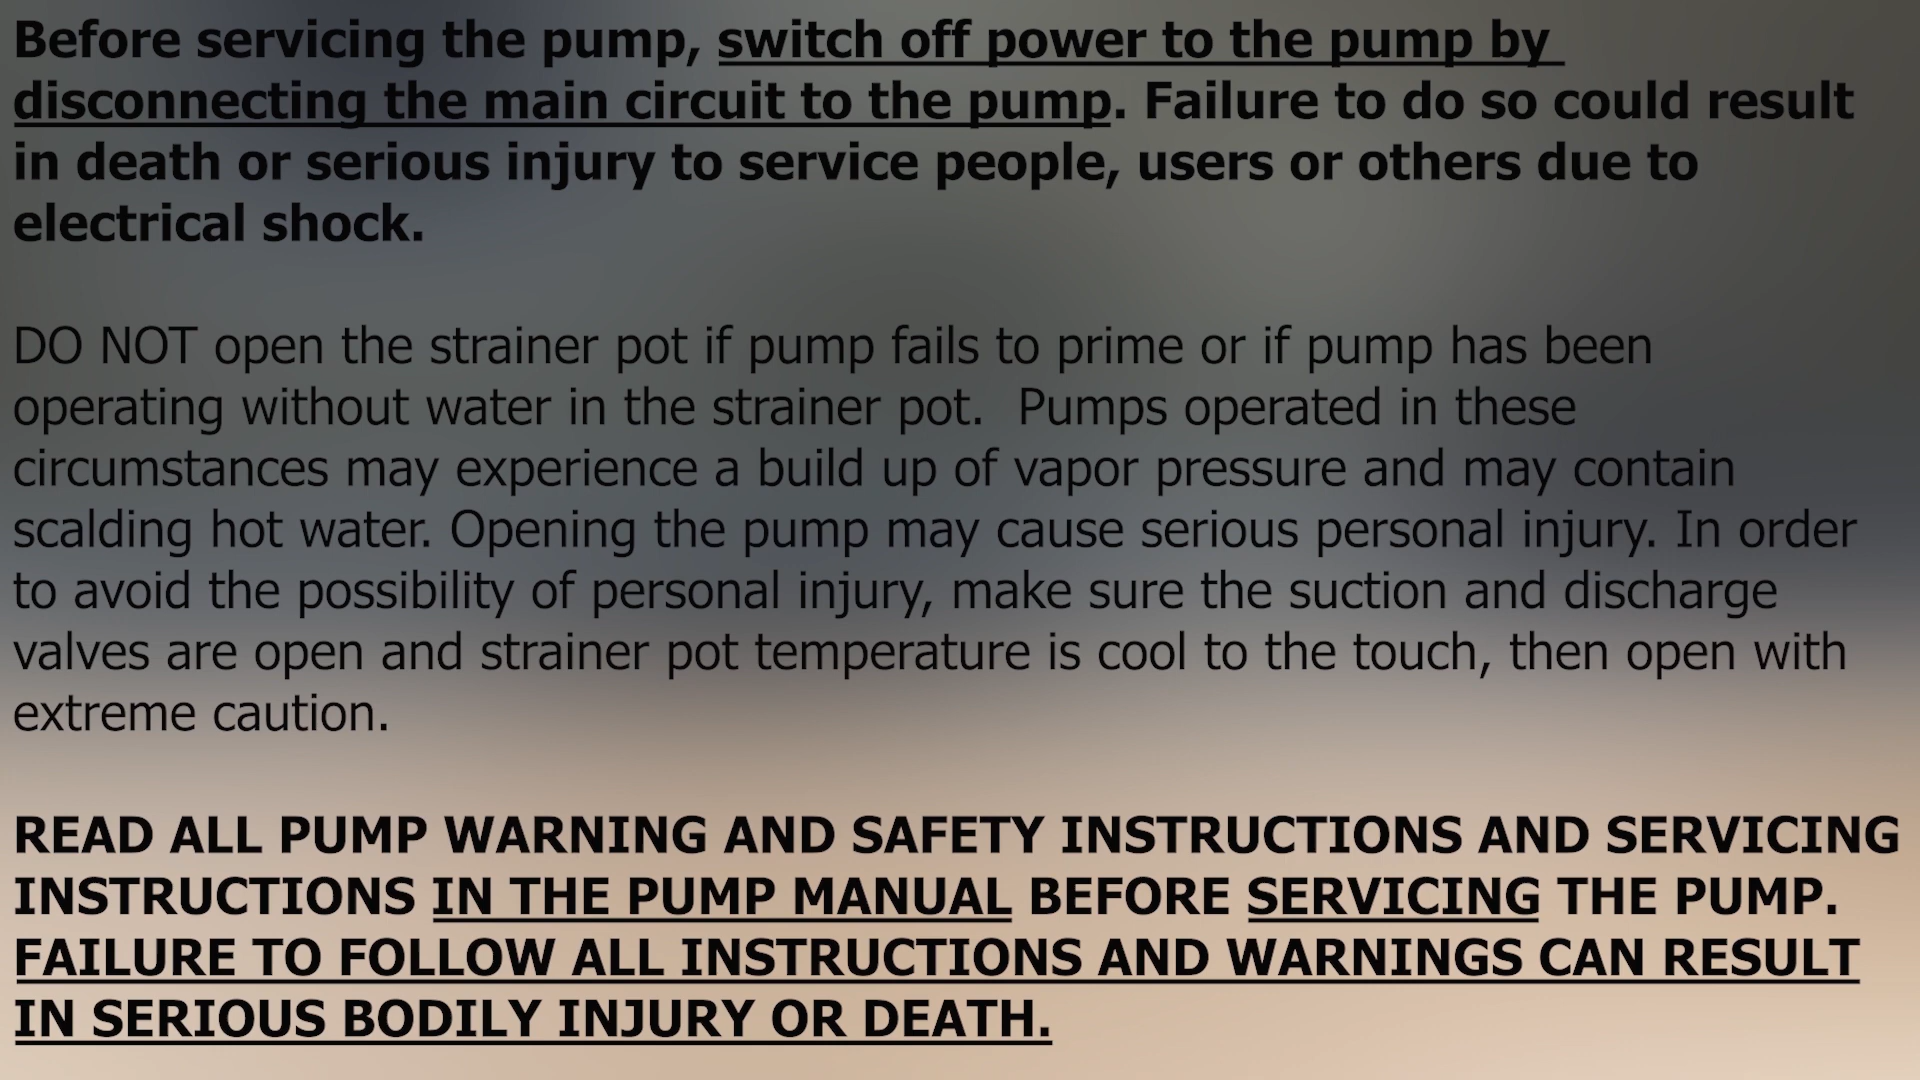 Before servicing the pump, switch off power to the pump by
disconnecting the main circuit to the pump. Failure to do so could result
in death or serious injury to service people, users or others due to
electrical shock.
DO NOT open the strainer pot if pump fails to prime or if pump has been
operating without water in the strainer pot.  Pumps operated in these
circumstances may experience a build up of vapor pressure and may contain
scalding hot water. Opening the pump may cause serious personal injury. In order
to avoid the possibility of personal injury, make sure the suction and discharge
valves are open and strainer pot temperature is cool to the touch, then open with
extreme caution.
READ ALL PUMP WARNING AND SAFETY INSTRUCTIONS AND SERVICING
INSTRUCTIONS IN THE PUMP MANUAL BEFORE SERVICING THE PUMP.
FAILURE TO FOLLOW ALL INSTRUCTIONS AND WARNINGS CAN RESULT
IN SERIOUS BODILY INJURY OR DEATH.